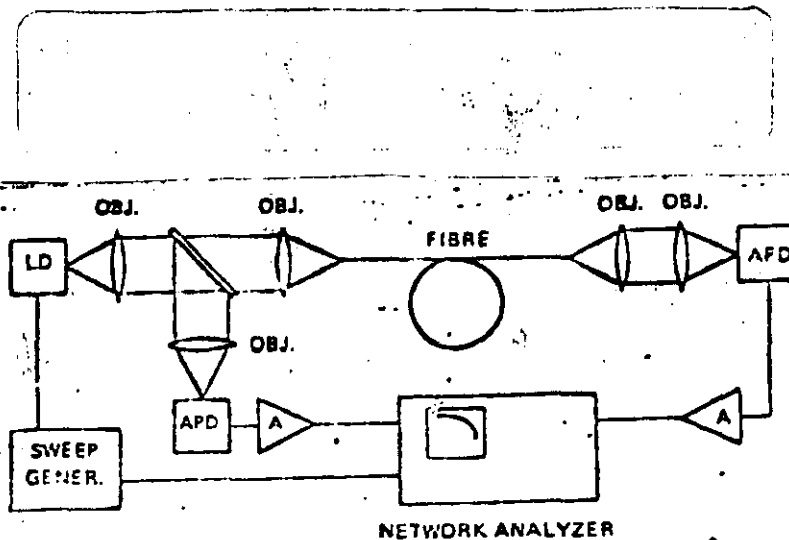 OBJ. OBJ. OBJ. OBJ.
LD FIBRE APD
OBJ.
APD A A
SWEEP
GENER.
NETWORK ANALYZER